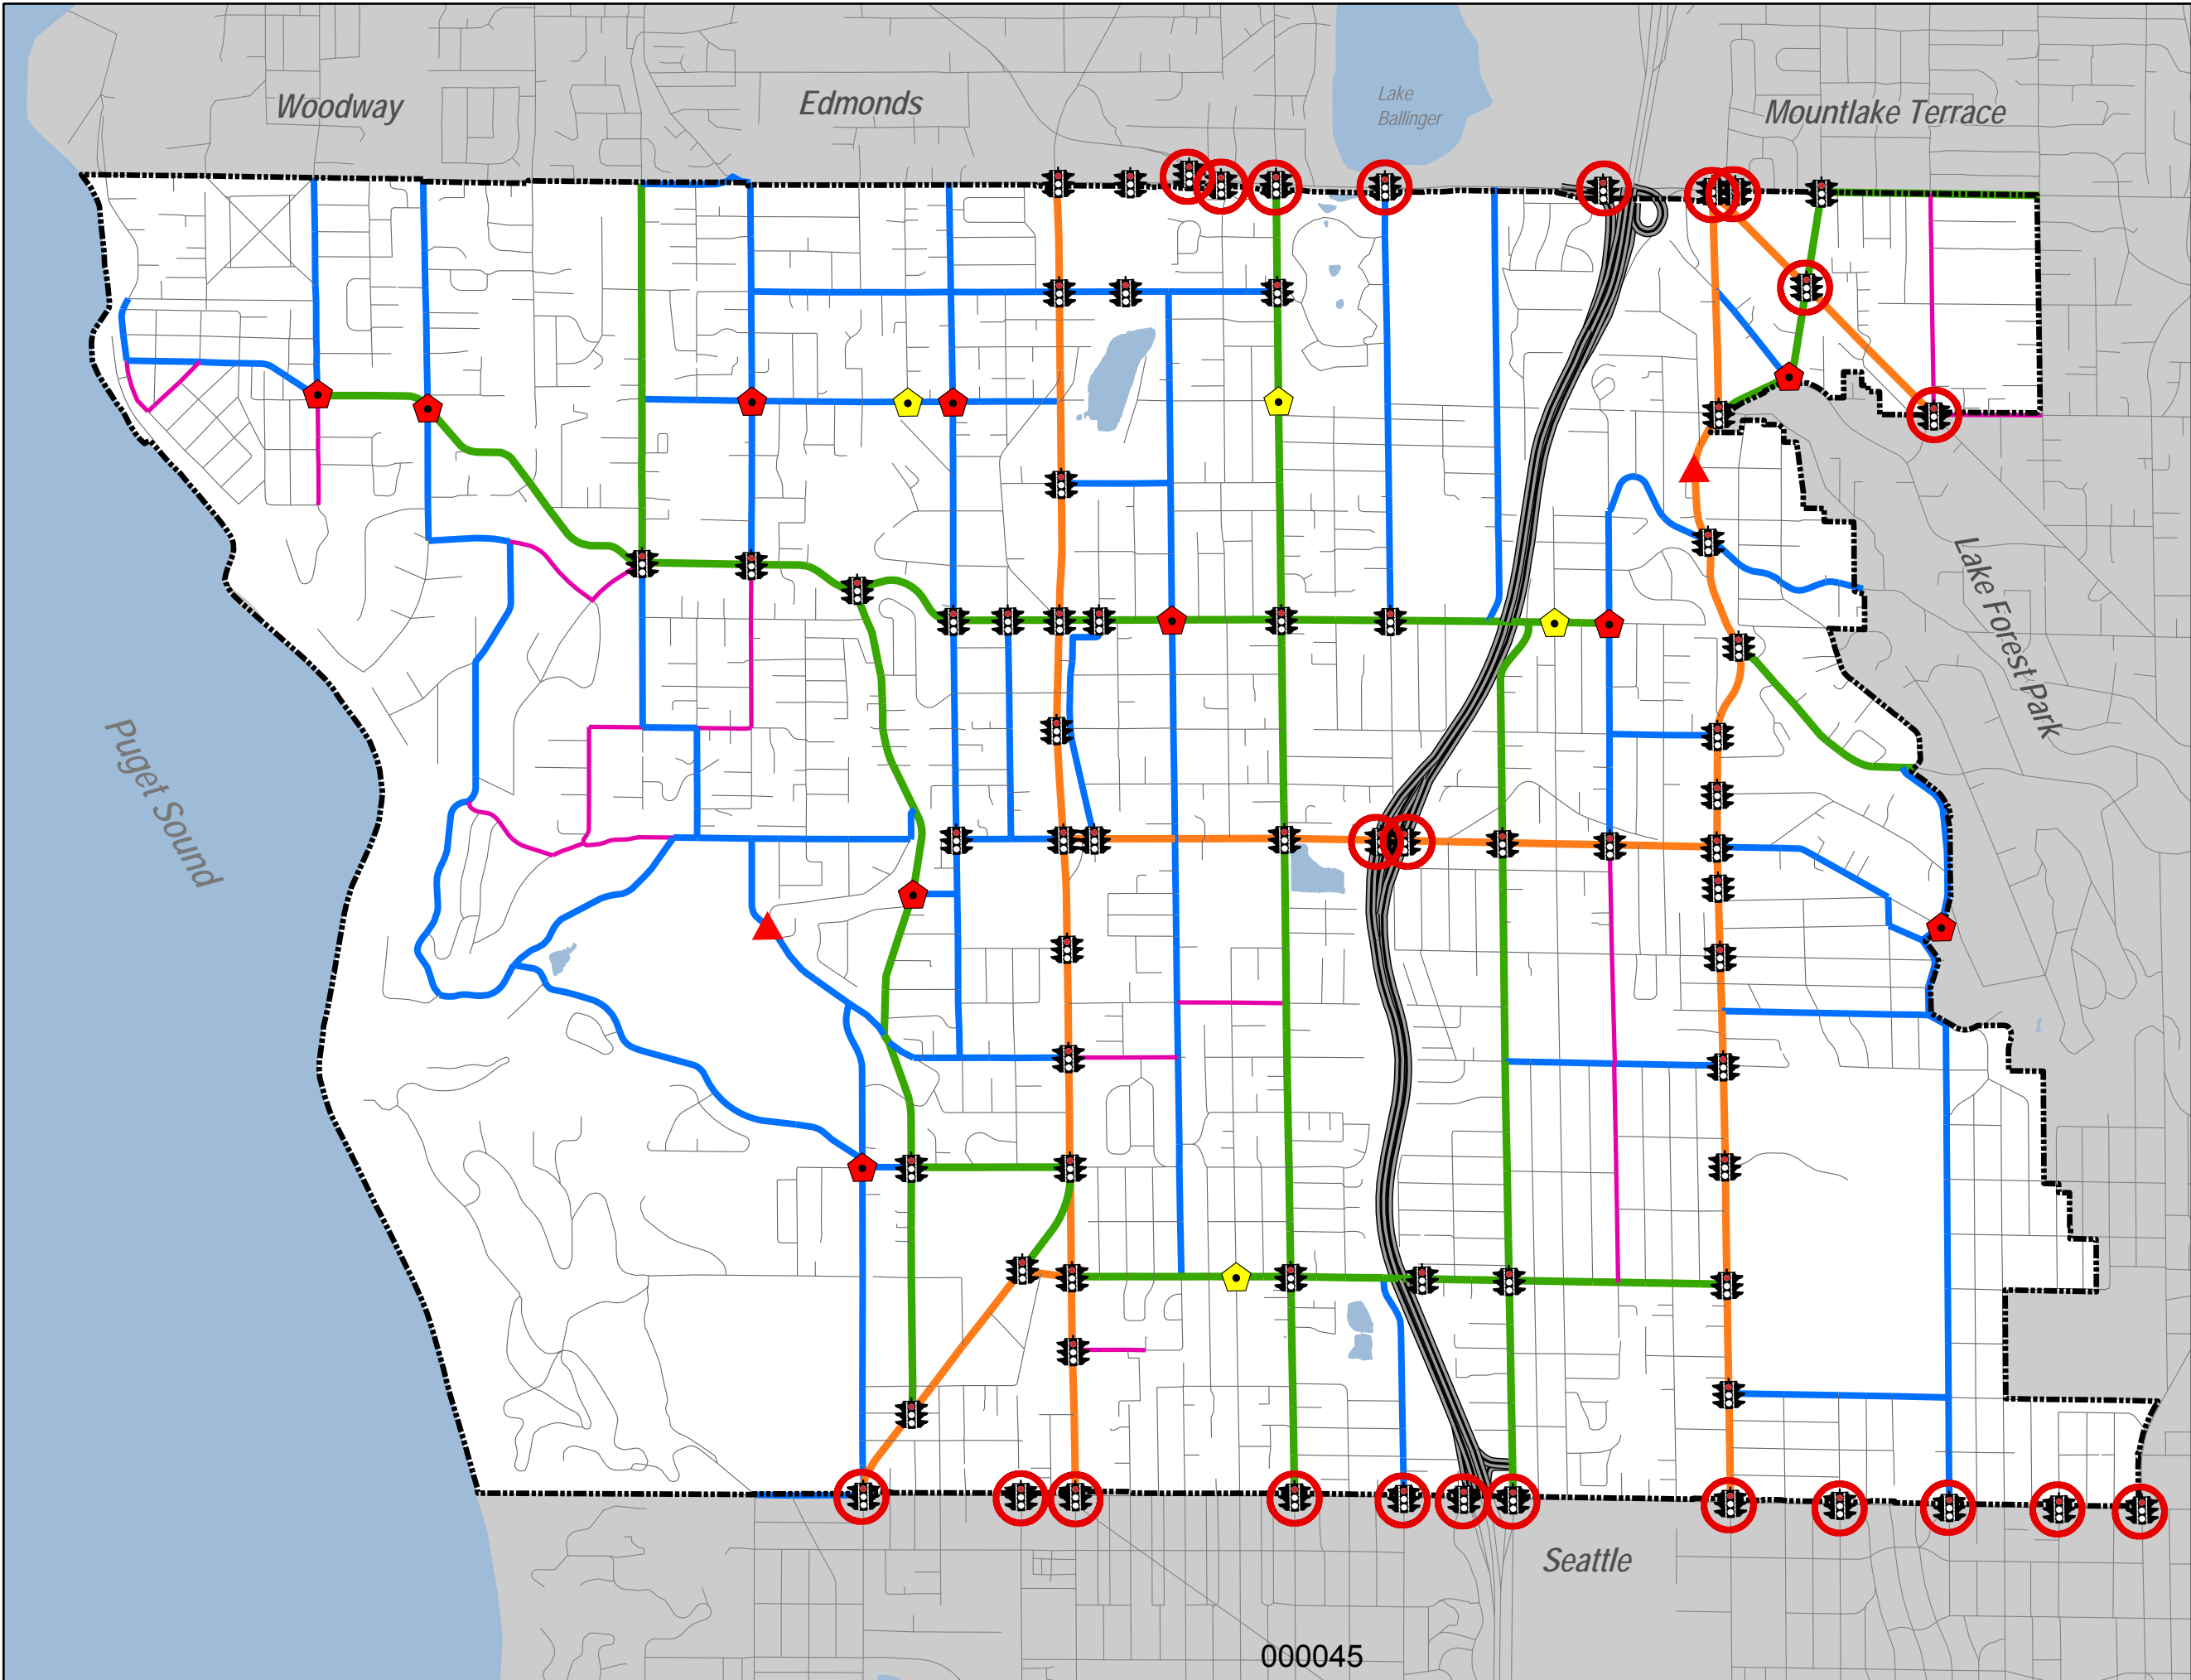 Woodway
Edmonds
Lake
Ballinger
Mountlake Terrace
Lake Forest Park
Puget Sound
Seattle
000045